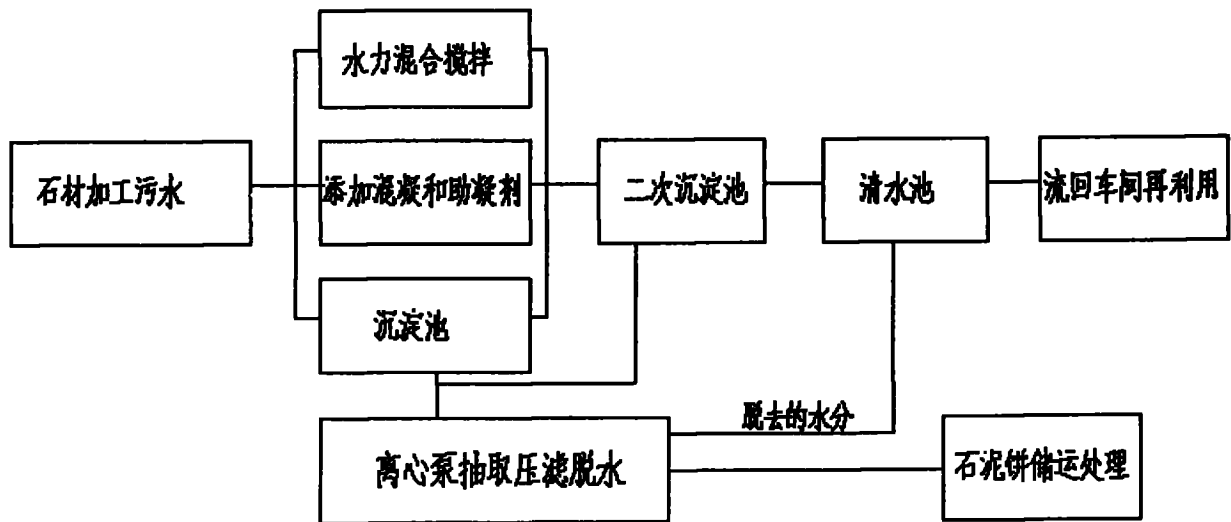 水力混合搅拌
石材加工污水
添加混凝和助凝剂
二次沉淀池
清水池
流回车间再利用
沉淀池
脱去的水分
离心泵抽取压滤脱水
石泥饼储运处理